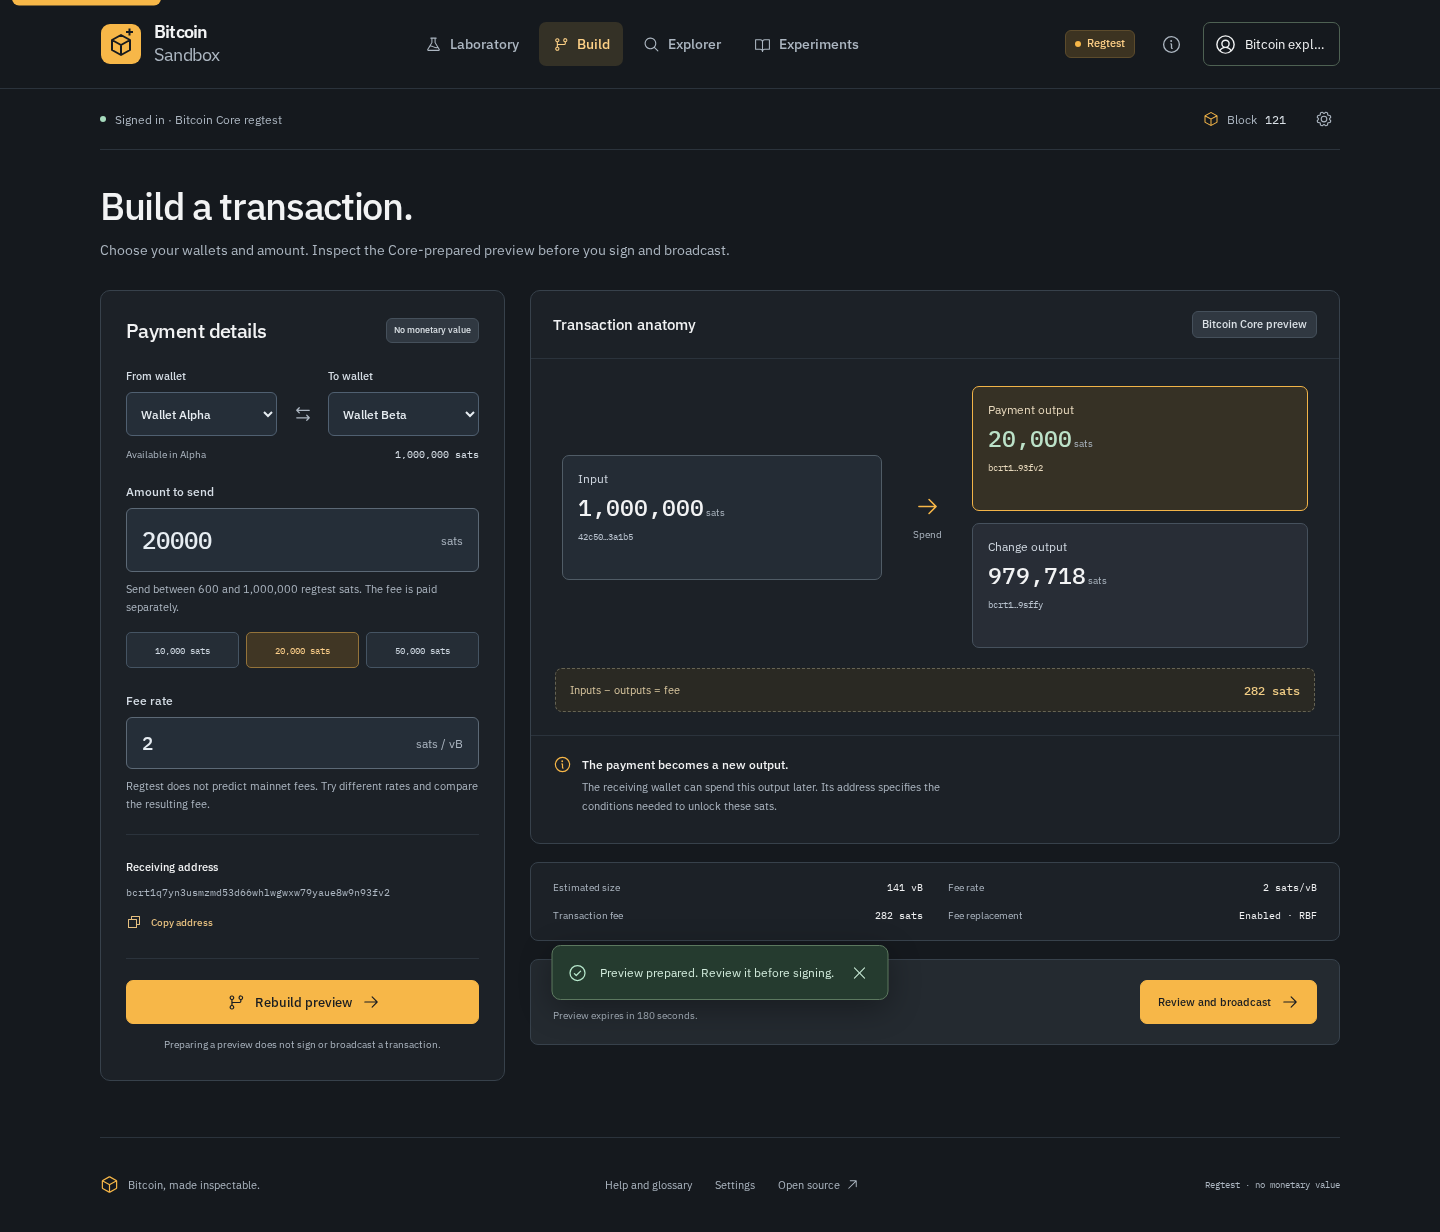 Bitcoin
Sandbox
Laboratory
Build
Explorer
Experiments
Regtest
Bitcoin expl...
Signed in · Bitcoin Core regtest
Block 121
Build a transaction.
Choose your wallets and amount. Inspect the Core-prepared preview before you sign and broadcast.
Payment details
No monetary value
From wallet
To wallet
Wallet Alpha
Wallet Beta
Available in Alpha
1,000,000 sats
Amount to send
20000
sats
Send between 600 and 1,000,000 regtest sats. The fee is paid
separately.
10,000 sats
20,000 sats
50,000 sats
Fee rate
2
sats / vB
Regtest does not predict mainnet fees. Try different rates and compare
the resulting fee.
Receiving address
bcrt1q7yn3usmzmd53d66whlwgwxw79yaue8w9n93fv2
Copy address
Rebuild preview
Preparing a preview does not sign or broadcast a transaction.
Transaction anatomy
Bitcoin Core preview
Input
1,000,000 sats
42c50…3a1b5
Spend
Payment output
20,000 sats
bcrt1…93fv2
Change output
979,718 sats
bcrt1…9sffy
Inputs − outputs = fee
282 sats
The payment becomes a new output.
The receiving wallet can spend this output later. Its address specifies the
conditions needed to unlock these sats.
Estimated size
141 vB
Fee rate
2 sats/vB
Transaction fee
282 sats
Fee replacement
Enabled · RBF
Preview prepared. Review it before signing.
Preview expires in 180 seconds.
Review and broadcast
Bitcoin, made inspectable.
Help and glossary
Settings
Open source
Regtest · no monetary value